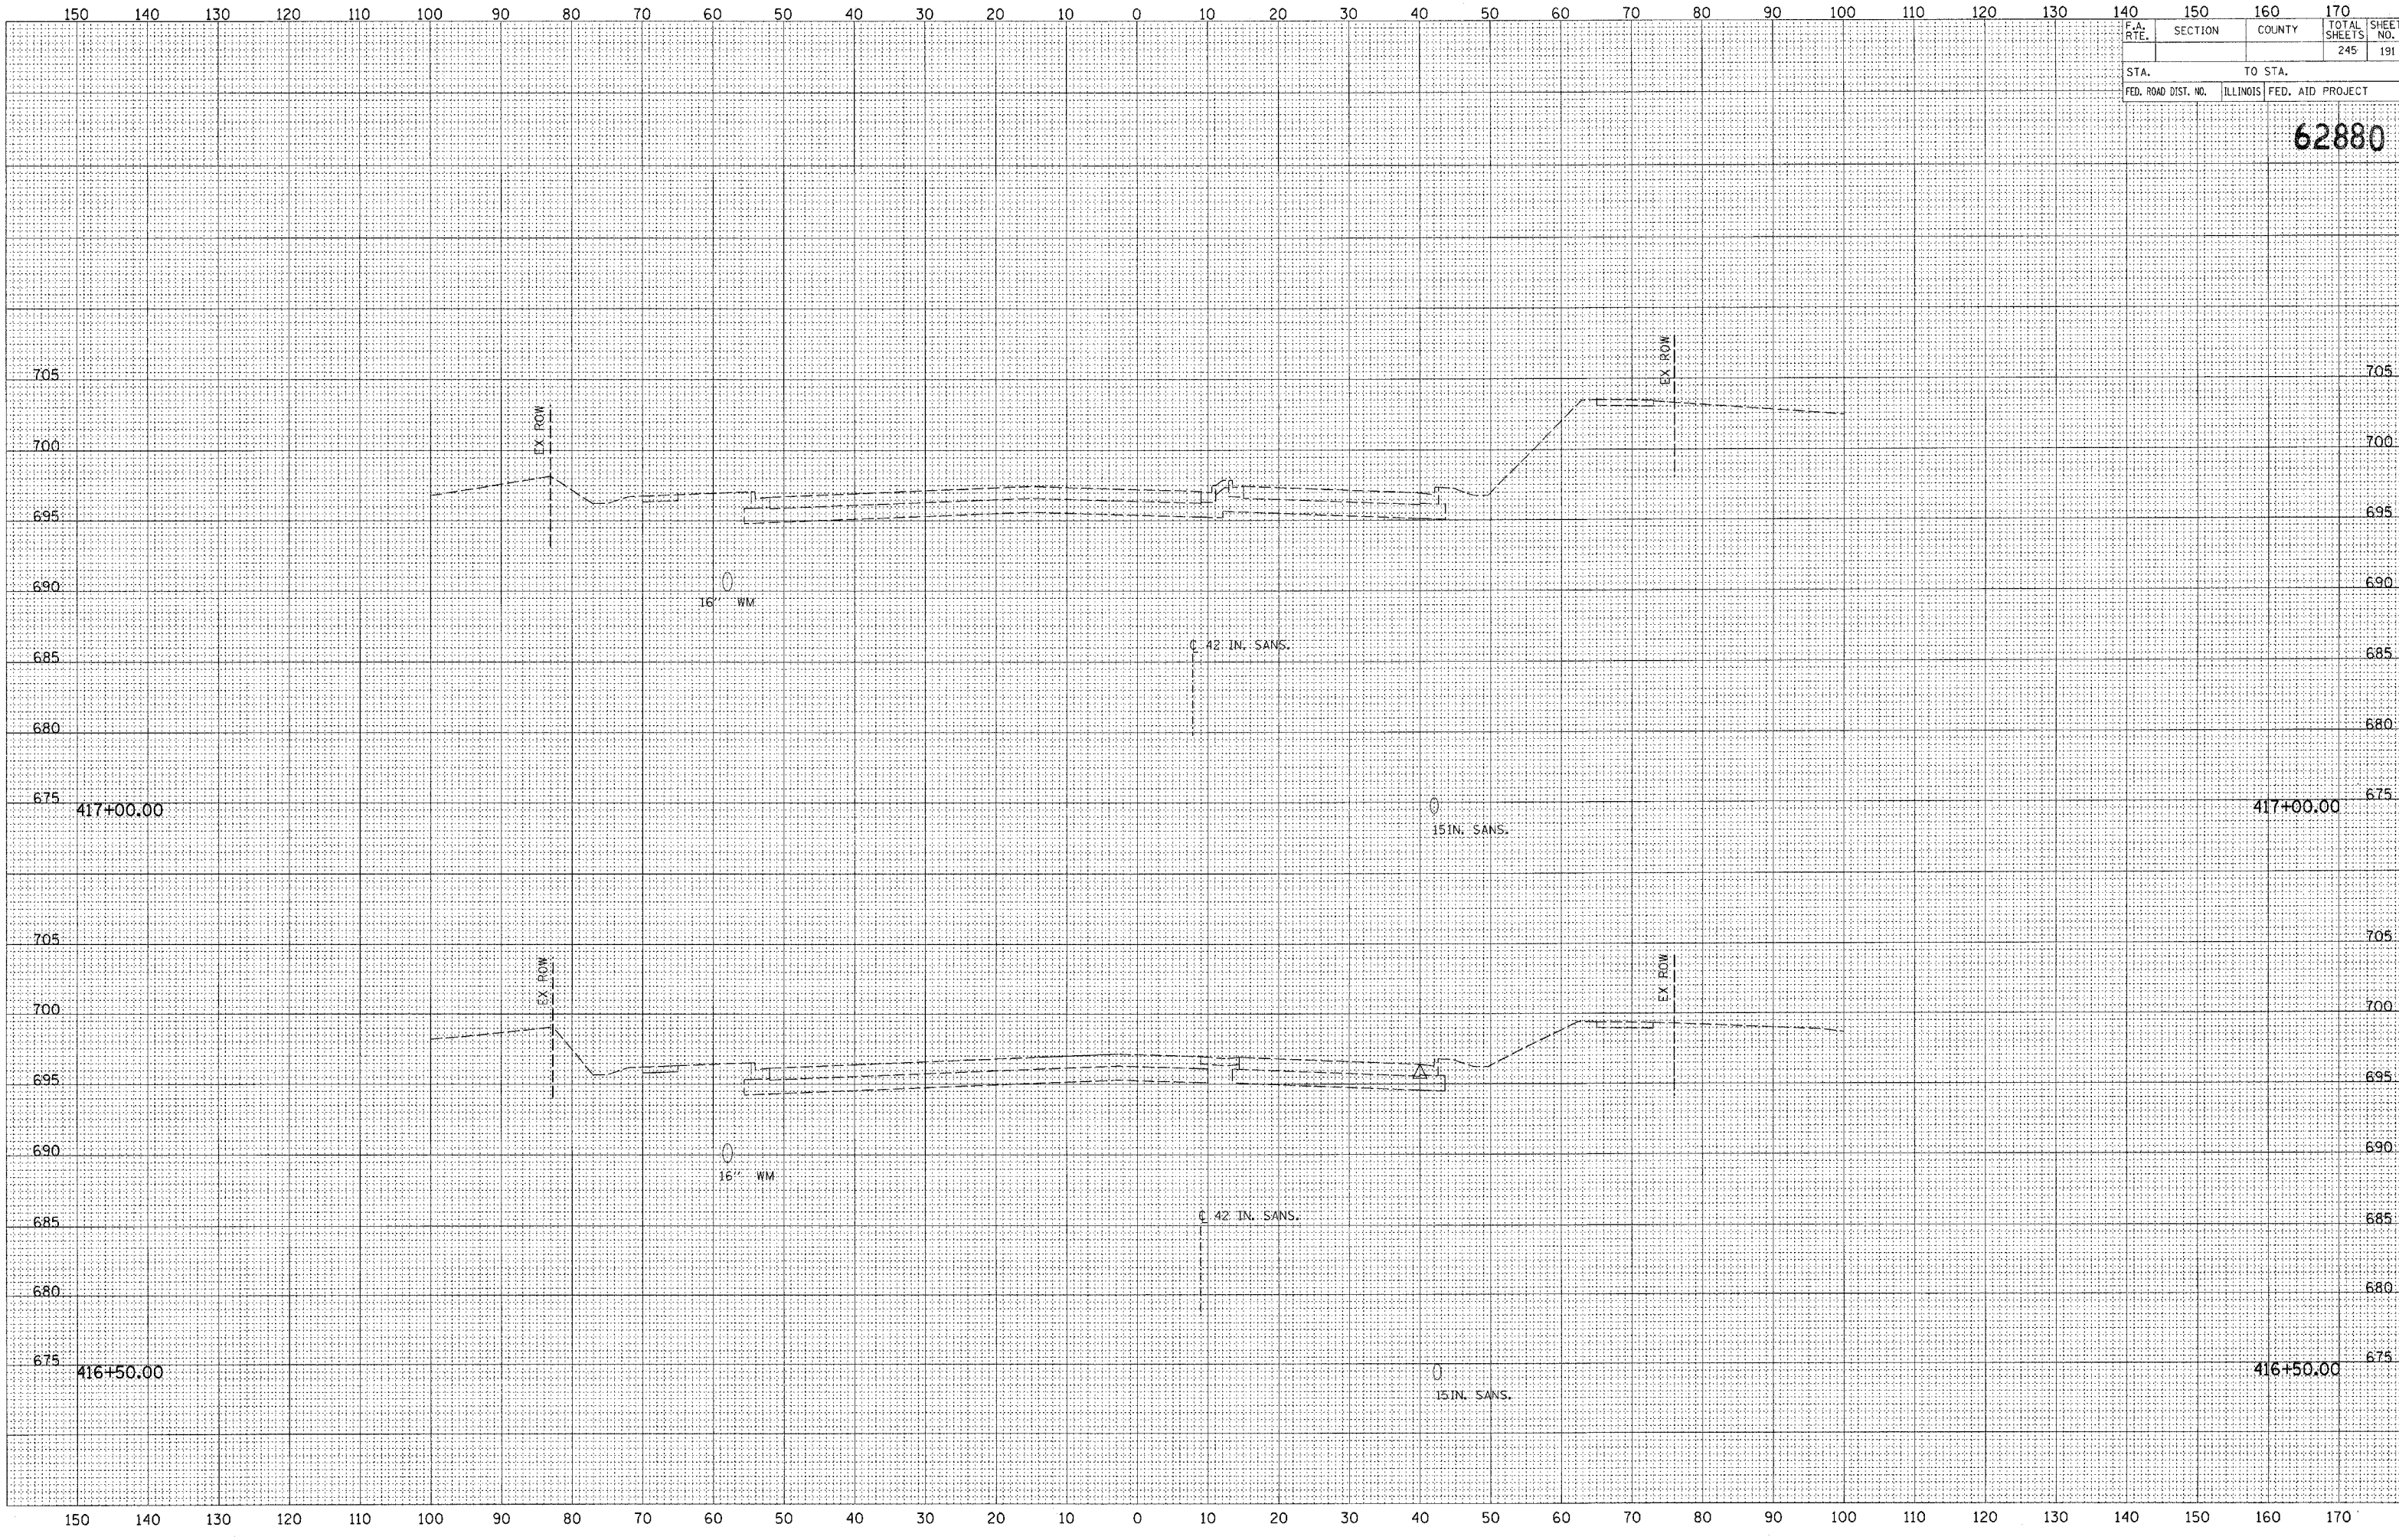 150 140 130 120 110 100 90 80 70 60 50 40 30 20 10 0 10 20 30 40 50 60 70 80 90 100 110 120 130 140 150 160 170
F.A. RTE. SECTION COUNTY TOTAL SHEETS SHEET NO.
245 191
STA. TO STA.
FED. ROAD DIST. NO. ILLINOIS FED. AID PROJECT
62880
EX ROW
705 705
EX ROW
700 700
695 695
690 690
16" WM
℄ 42 IN. SANS.
685 685
680 680
675 675
417+00.00 417+00.00
15IN. SANS.
705 705
EX ROW EX ROW
700 700
695 695
690 690
16" WM
℄ 42 IN. SANS.
685 685
680 680
675 675
416+50.00 416+50.00
15IN. SANS.
150 140 130 120 110 100 90 80 70 60 50 40 30 20 10 0 10 20 30 40 50 60 70 80 90 100 110 120 130 140 150 160 170